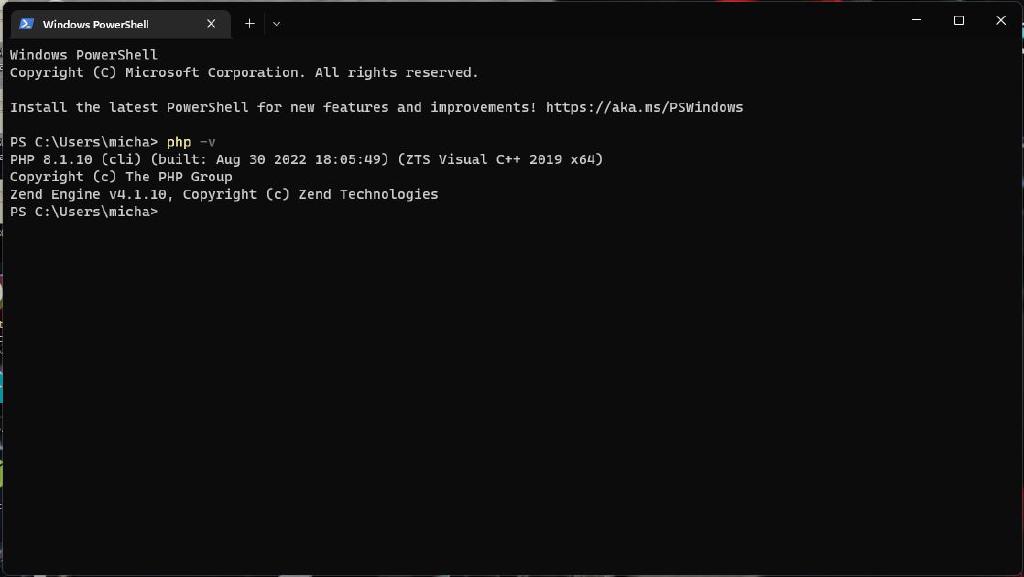 Windows PowerShell
Windows PowerShell
Copyright (C) Microsoft Corporation. All rights reserved.
Install the latest PowerShell for new features and improvements! https://aka.ms/PSWindows
PS C:\Users\micha> php -v
PHP 8.1.10 (cli) (built: Aug 30 2022 18:05:49) (ZTS Visual C++ 2019 x64)
Copyright (c) The PHP Group
Zend Engine v4.1.10, Copyright (c) Zend Technologies
PS C:\Users\micha>